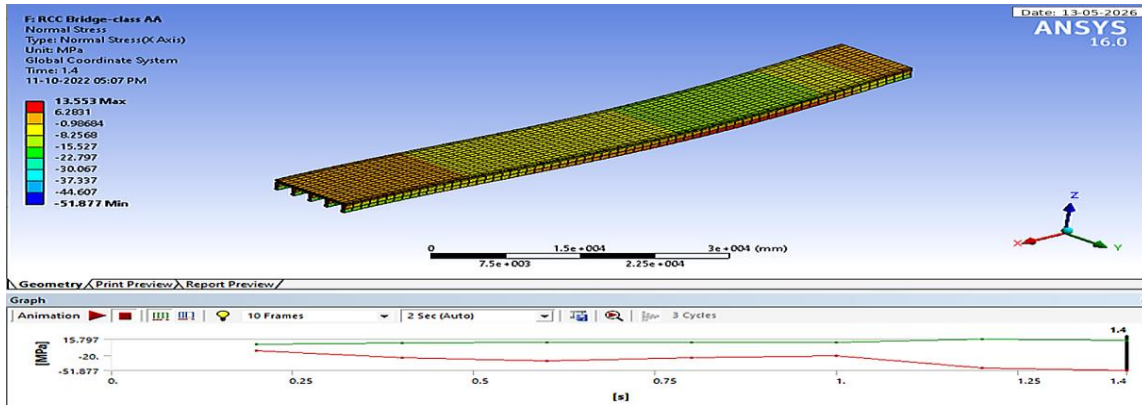 F: RCC Bridge-class AA
Normal Stress
Type: Normal Stress(X Axis)
Unit: MPa
Global Coordinate System
Time: 1.4
11-10-2022 05:07 PM
Date: 13-05-2026
ANSYS
16.0
13.553 Max
6.2831
-0.98684
-8.2568
-15.527
-22.797
-30.067
-37.337
-44.607
-51.877 Min
0 1.5e+004 3e+004 (mm)
7.5e+003 2.25e+004
Z
X
Y
Geometry Print Preview Report Preview
Graph
Animation 10 Frames 2 Sec (Auto) 3 Cycles
1.4
[MPa]
15.797
-20.
-51.877
0. 0.25 0.5 0.75 1. 1.25 1.4
[s]